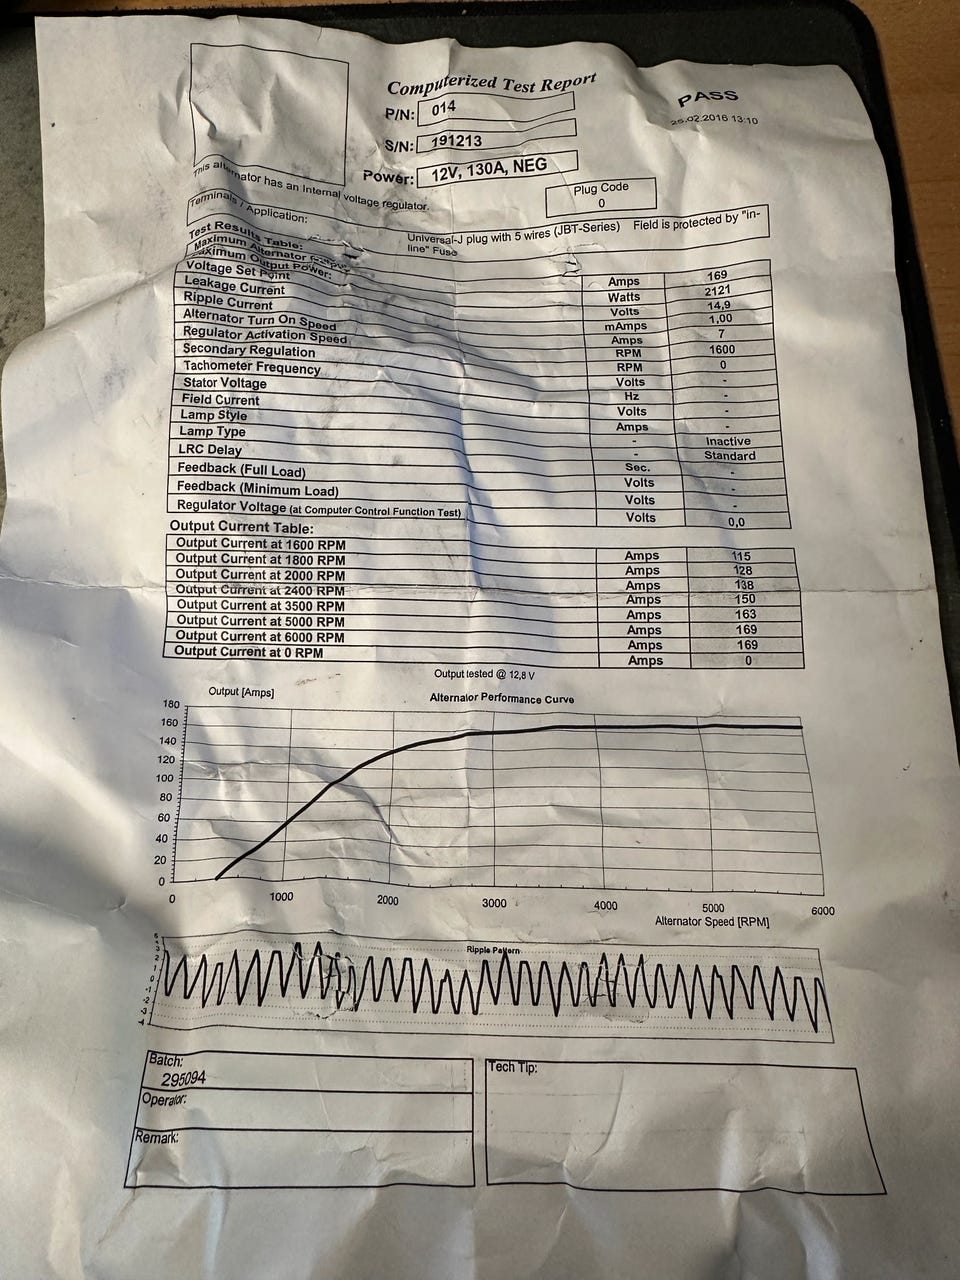 Computerized Test Report
PASS
P/N: 014
25.02.2016 13:10
S/N: 191213
Power: 12V, 130A, NEG
This alternator has an Internal voltage regulator.
Plug Code
0
Terminals / Application: Universal-J plug with 5 wires (JBT-Series) Field is protected by "in-
line" Fuse
Test Results Table:
Maximum Alternator Amps 169
Maximum Output Power: Watts 2121
Voltage Set Point Volts 14,9
Leakage Current mAmps 1,00
Ripple Current Amps 7
Alternator Turn On Speed RPM 1600
Regulator Activation Speed RPM 0
Secondary Regulation Volts -
Tachometer Frequency Hz -
Stator Voltage Volts -
Field Current Amps -
Lamp Style - Inactive
Lamp Type - Standard
LRC Delay Sec. -
Feedback (Full Load) Volts -
Feedback (Minimum Load) Volts -
Regulator Voltage (at Computer Control Function Test) Volts 0,0
Output Current Table:
Output Current at 1600 RPM Amps 115
Output Current at 1800 RPM Amps 128
Output Current at 2000 RPM Amps 138
Output Current at 2400 RPM Amps 150
Output Current at 3500 RPM Amps 163
Output Current at 5000 RPM Amps 169
Output Current at 6000 RPM Amps 169
Output Current at 0 RPM Amps 0
Output tested @ 12,8 V
Output [Amps]
Alternator Performance Curve
180
160
140
120
100
80
60
40
20
0
0 1000 2000 3000 4000 5000 6000
Alternator Speed [RPM]
Ripple Pattern
5
4
3
2
1
0
-1
-2
-3
-4
Batch:
295094
Tech Tip:
Operator:
Remark: